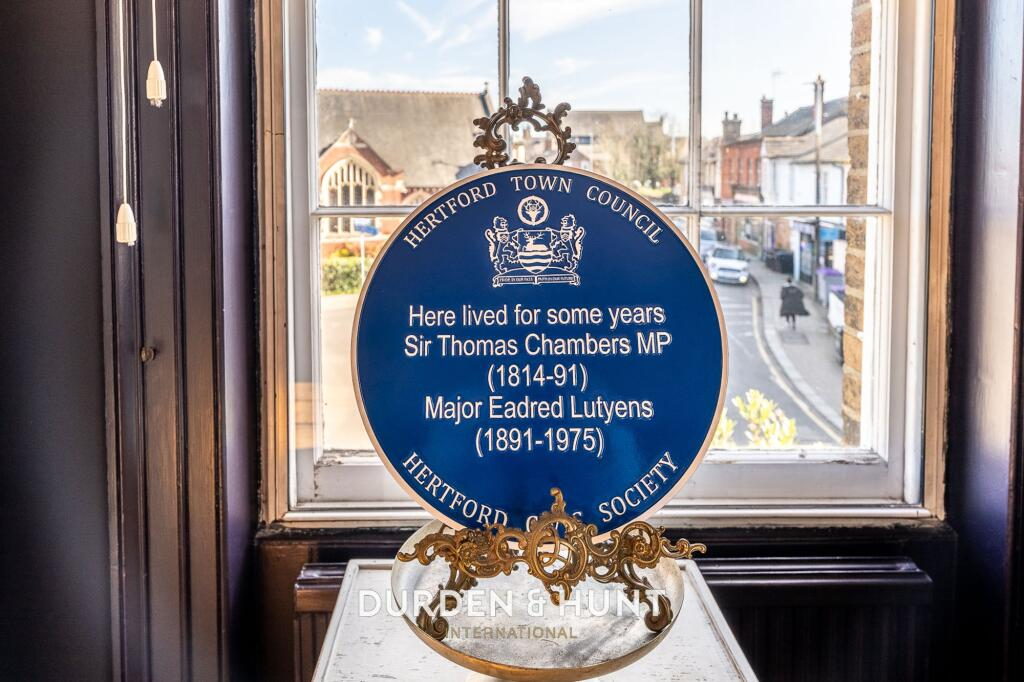 HERTFORD TOWN COUNCIL
Here lived for some years
Sir Thomas Chambers MP
(1814-91)
Major Eadred Lutyens
(1891-1975)
HERTFORD SOCIETY
DURDEN & HUNT
INTERNATIONAL